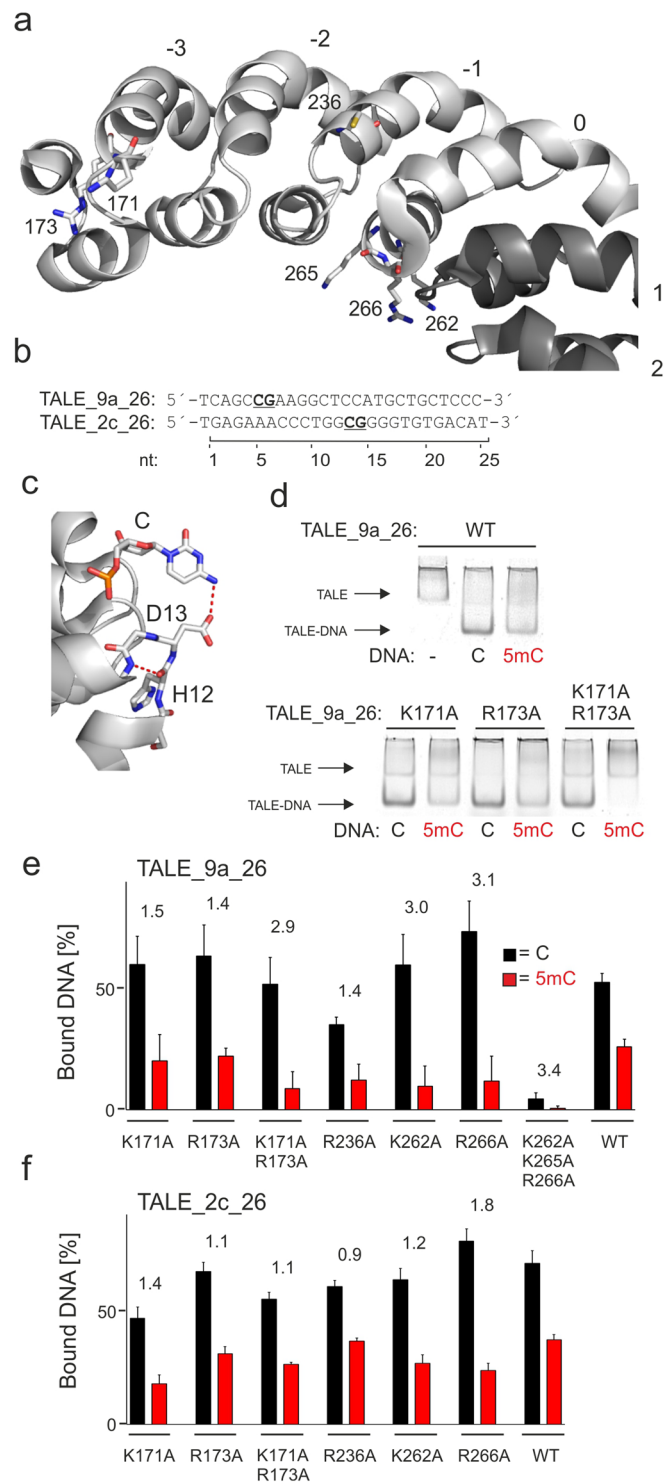 a
-3
-2
-1
0
236
173
171
265
266
262
1
2
b
TALE_9a_26: 5´-TCAGCCGAAGGCTCCATGCTGCTCCC-3´
TALE_2c_26: 5´-TGAGAAACCCTGGCGGGGTGTGACAT-3´
nt: 1 5 10 15 20 25
c
C
D13
H12
d
TALE_9a_26: WT
TALE
TALE-DNA
DNA: - C 5mC
TALE_9a_26: K171A R173A K171A R173A
TALE
TALE-DNA
DNA: C 5mC C 5mC C 5mC
e
TALE_9a_26
Bound DNA [%]
50
0
1.5 1.4 2.9 1.4 3.0 3.1 3.4
= C
= 5mC
K171A R173A K171A R236A K262A R266A K262A WT
R173A K265A
R266A
f
TALE_2c_26
Bound DNA [%]
50
0
1.4 1.1 1.1 0.9 1.2 1.8
K171A R173A K171A R236A K262A R266A WT
R173A